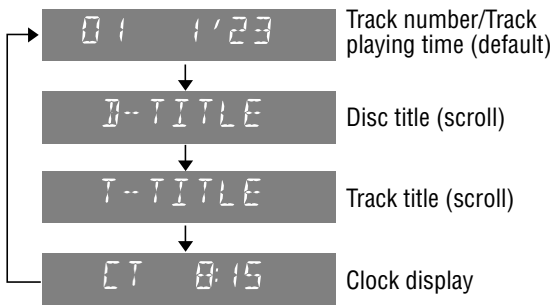 01 1'23
Track number/Track
playing time (default)
D-TITLE
Disc title (scroll)
T-TITLE
Track title (scroll)
CT 8:15
Clock display